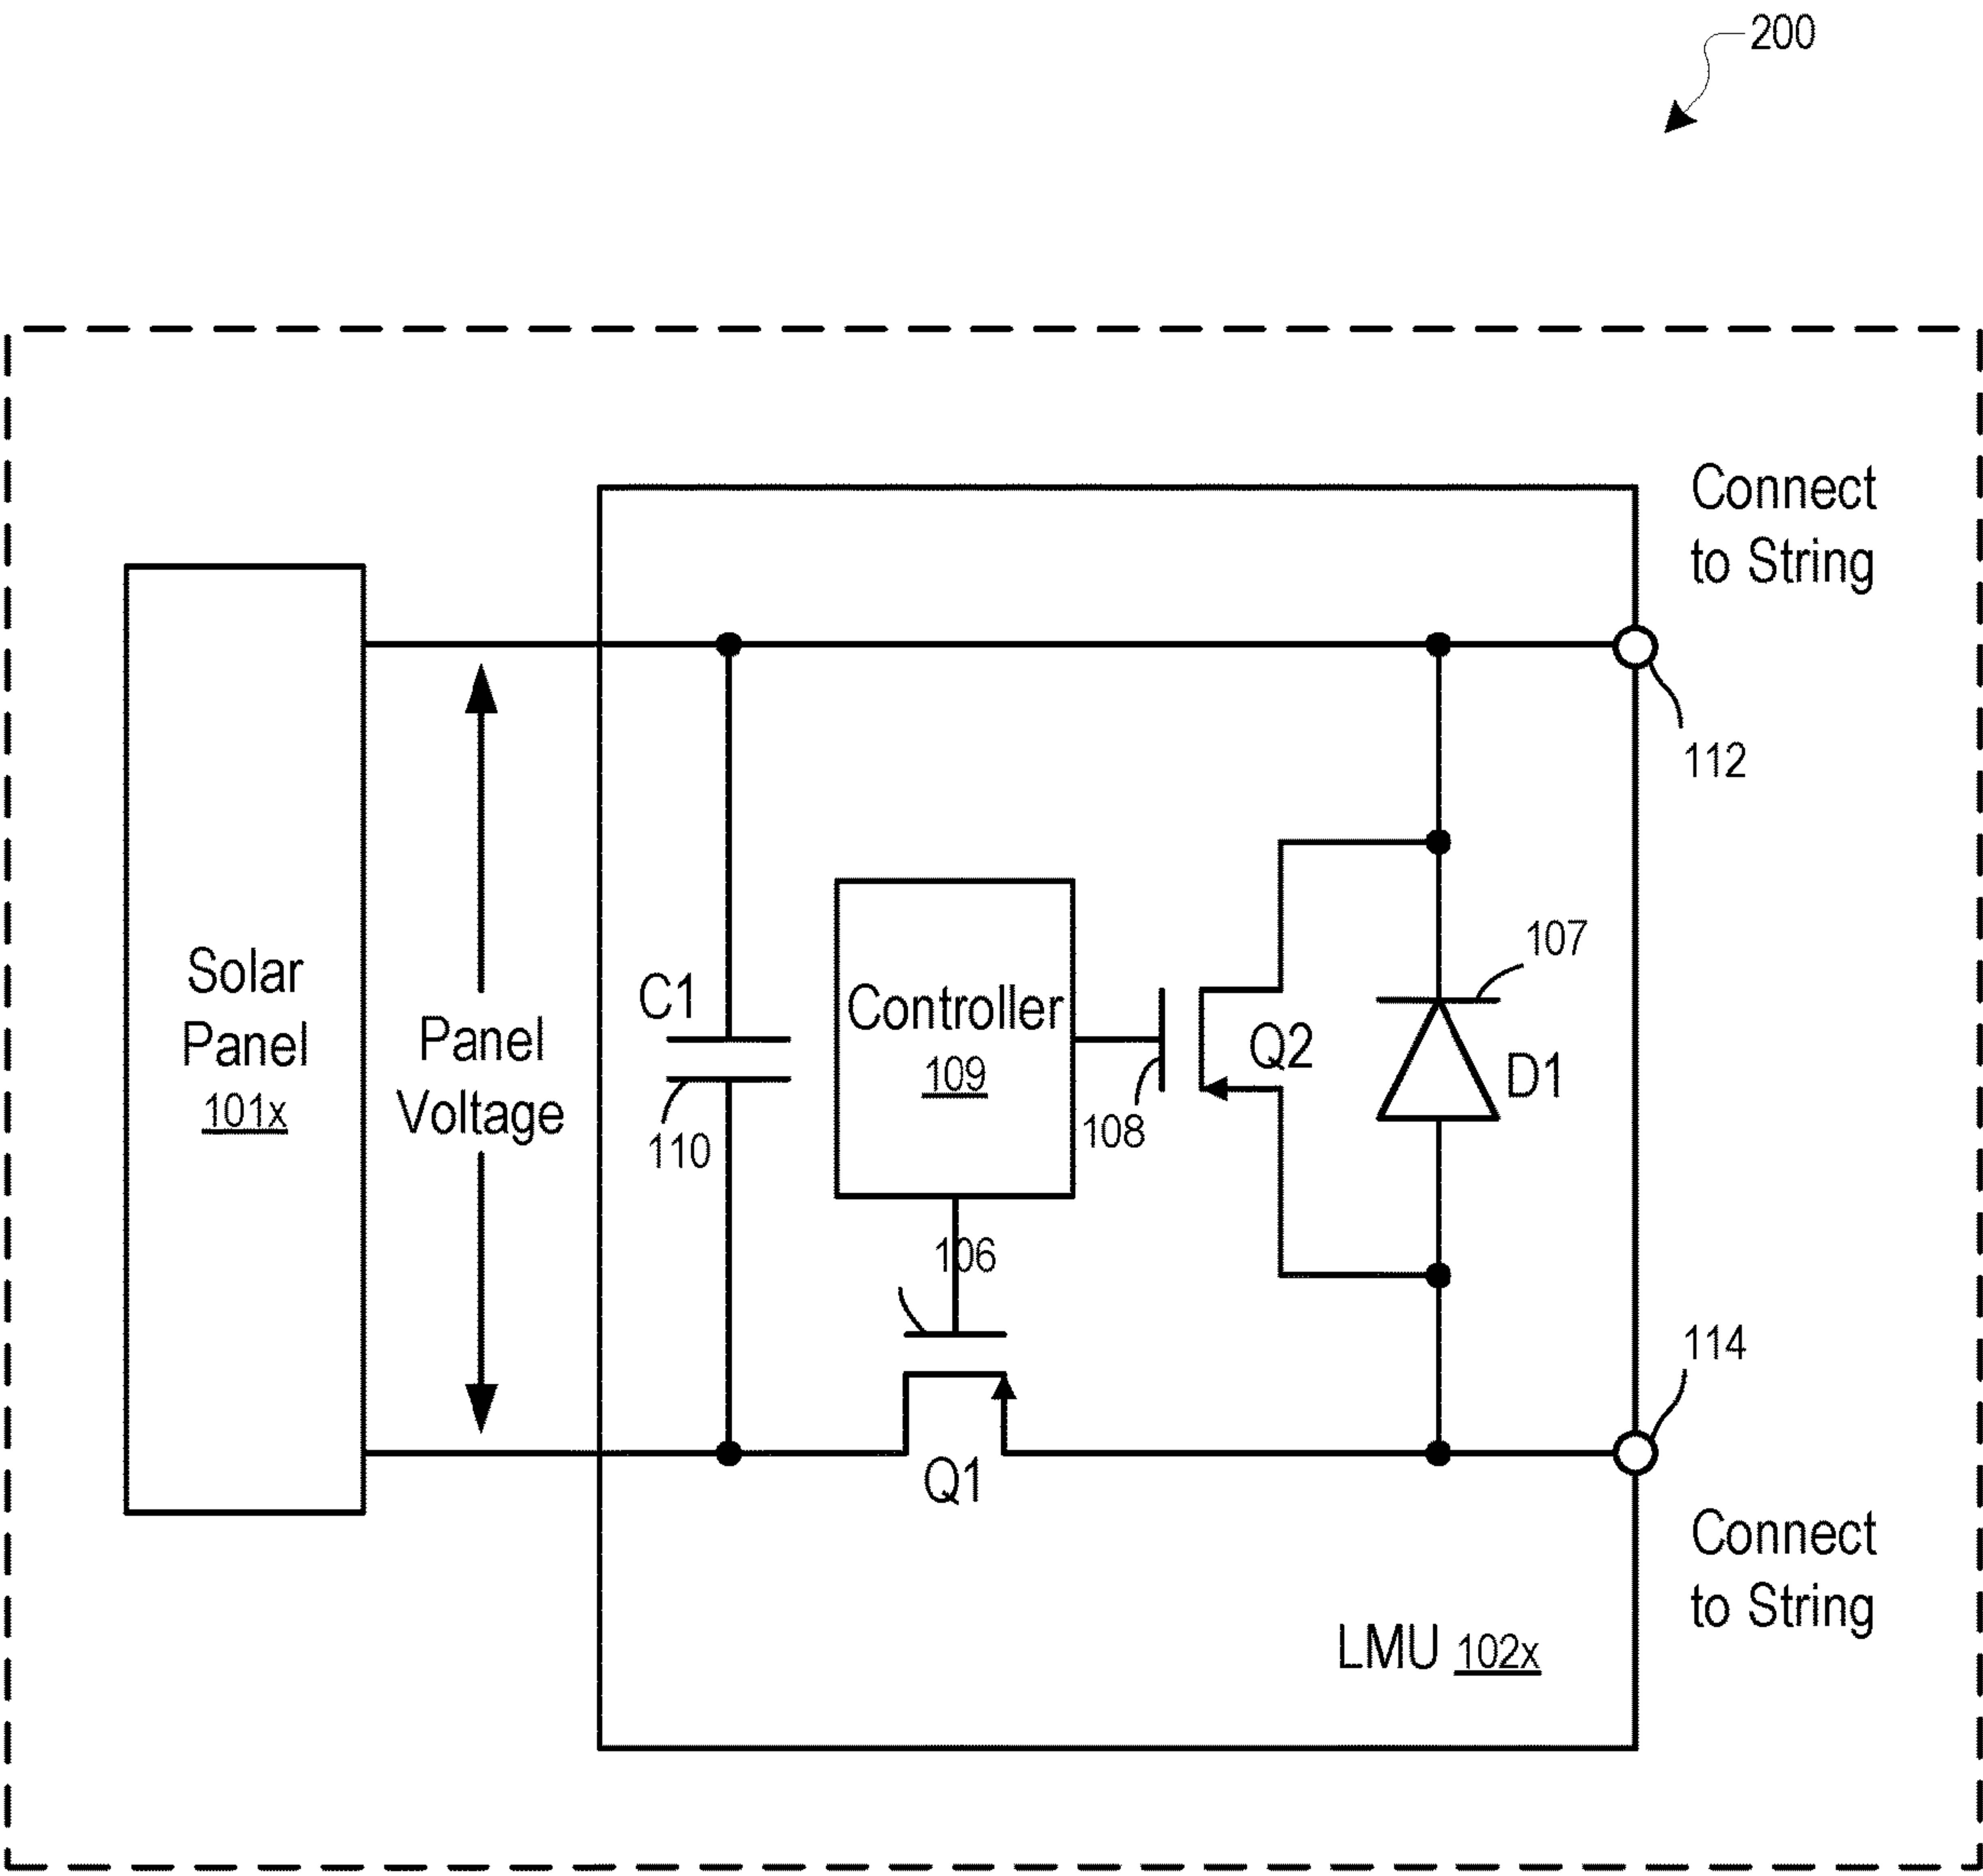 200
Connect
to String
112
107
Solar
Panel
101x
Panel
Voltage
C1
110
Controller
109
108
Q2
D1
106
114
Q1
Connect
to String
LMU 102x